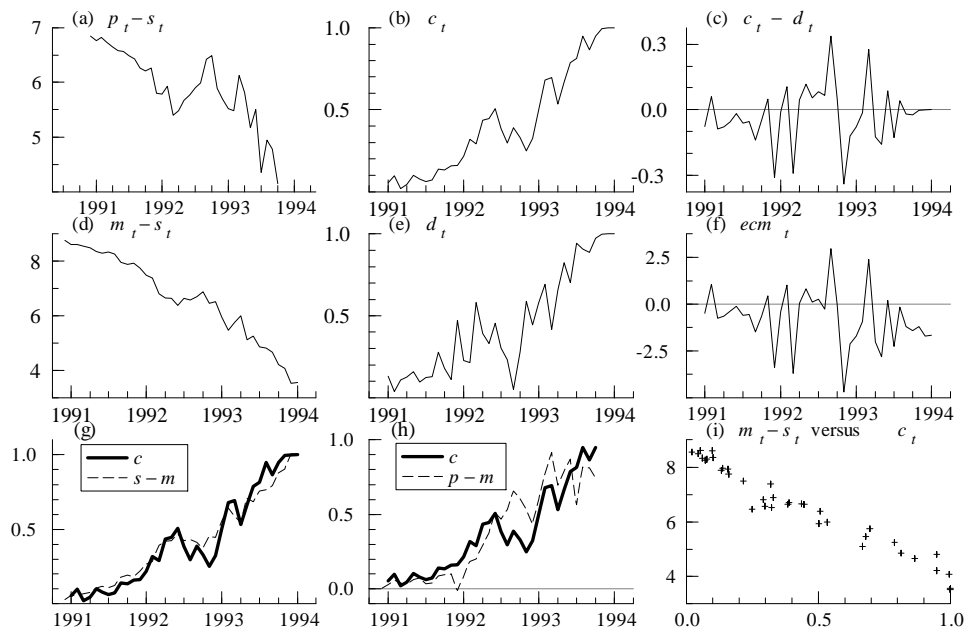 (a) p_t−s_t
7
6
5
1991 1992 1993 1994
(b) c_t
1.0
0.5
1991 1992 1993 1994
(c) c_t − d_t
0.3
0.0
-0.3
1991 1992 1993 1994
(d) m_t−s_t
8
6
4
1991 1992 1993 1994
(e) d_t
1.0
0.5
1991 1992 1993 1994
(f) ecm_t
2.5
0.0
-2.5
1991 1992 1993 1994
(g)
c
s−m
1.0
0.5
1991 1992 1993 1994
(h)
c
p−m
1.0
0.5
0.0
1991 1992 1993 1994
(i) m_t−s_t versus c_t
8
6
4
0.0 0.5 1.0